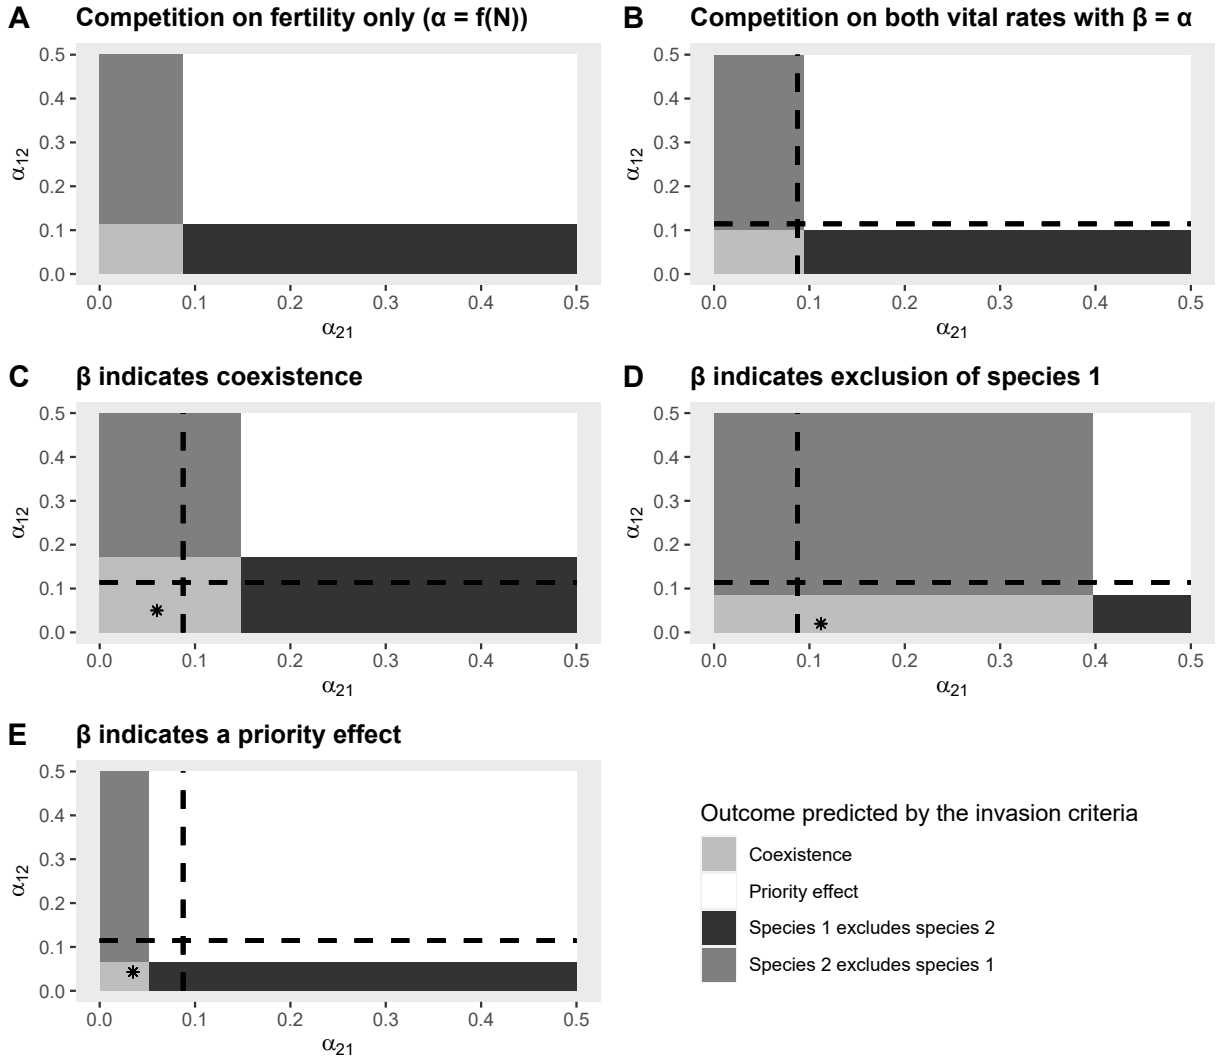 A Competition on fertility only (α = f(N))
0.5
0.4
0.3
0.2
0.1
0.0
α12
0.0 0.1 0.2 0.3 0.4 0.5
α21
B Competition on both vital rates with β = α
0.5
0.4
0.3
0.2
0.1
0.0
α12
0.0 0.1 0.2 0.3 0.4 0.5
α21
C β indicates coexistence
0.5
0.4
0.3
0.2
0.1
0.0
α12
0.0 0.1 0.2 0.3 0.4 0.5
α21
D β indicates exclusion of species 1
0.5
0.4
0.3
0.2
0.1
0.0
α12
0.0 0.1 0.2 0.3 0.4 0.5
α21
E β indicates a priority effect
0.5
0.4
0.3
0.2
0.1
0.0
α12
0.0 0.1 0.2 0.3 0.4 0.5
α21
Outcome predicted by the invasion criteria
Coexistence
Priority effect
Species 1 excludes species 2
Species 2 excludes species 1